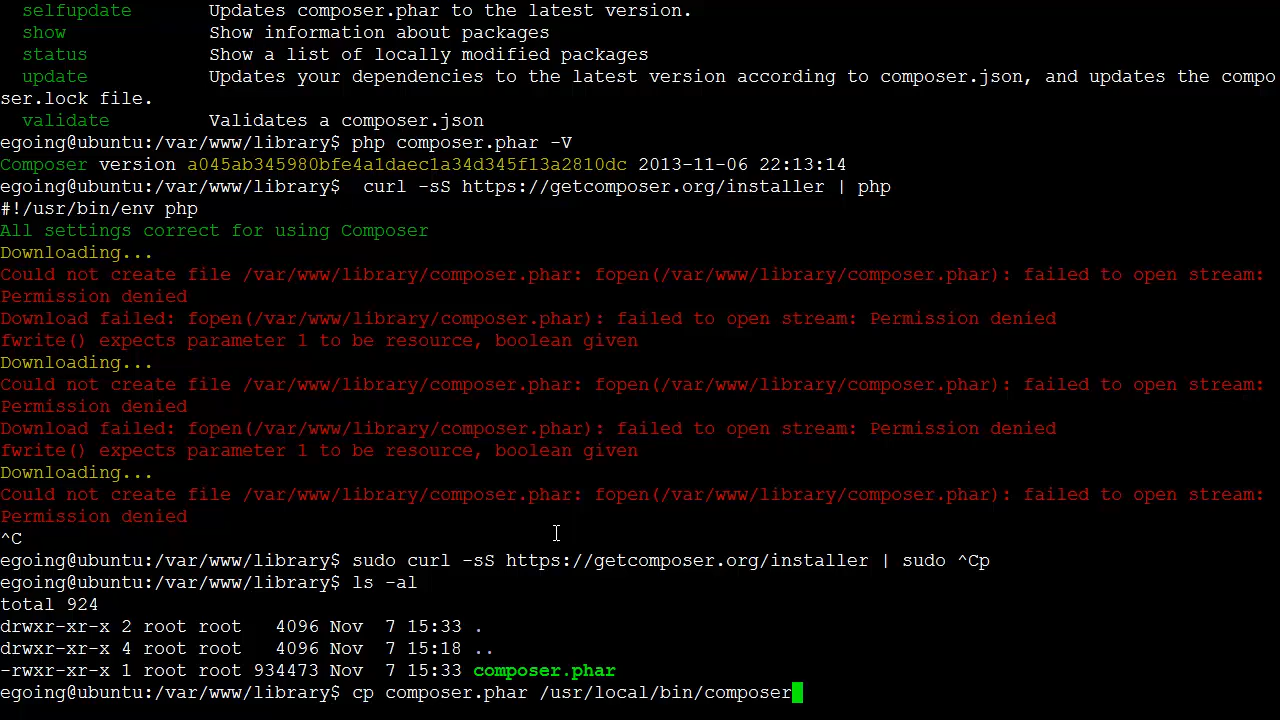 selfupdate       Updates composer.phar to the latest version.
show             Show information about packages
status           Show a list of locally modified packages
update           Updates your dependencies to the latest version according to composer.json, and updates the compo
ser.lock file.
validate         Validates a composer.json
egoing@ubuntu:/var/www/library$ php composer.phar -V
Composer version a045ab345980bfe4a1daec1a34d345f13a2810dc 2013-11-06 22:13:14
egoing@ubuntu:/var/www/library$  curl -sS https://getcomposer.org/installer | php
#!/usr/bin/env php
All settings correct for using Composer
Downloading...
Could not create file /var/www/library/composer.phar: fopen(/var/www/library/composer.phar): failed to open stream:
Permission denied
Download failed: fopen(/var/www/library/composer.phar): failed to open stream: Permission denied
fwrite() expects parameter 1 to be resource, boolean given
Downloading...
Could not create file /var/www/library/composer.phar: fopen(/var/www/library/composer.phar): failed to open stream:
Permission denied
Download failed: fopen(/var/www/library/composer.phar): failed to open stream: Permission denied
fwrite() expects parameter 1 to be resource, boolean given
Downloading...
Could not create file /var/www/library/composer.phar: fopen(/var/www/library/composer.phar): failed to open stream:
Permission denied
^C
egoing@ubuntu:/var/www/library$ sudo curl -sS https://getcomposer.org/installer | sudo ^Cp
egoing@ubuntu:/var/www/library$ ls -al
total 924
drwxr-xr-x 2 root root   4096 Nov  7 15:33 .
drwxr-xr-x 4 root root   4096 Nov  7 15:18 ..
-rwxr-xr-x 1 root root 934473 Nov  7 15:33 composer.phar
egoing@ubuntu:/var/www/library$ cp composer.phar /usr/local/bin/composer